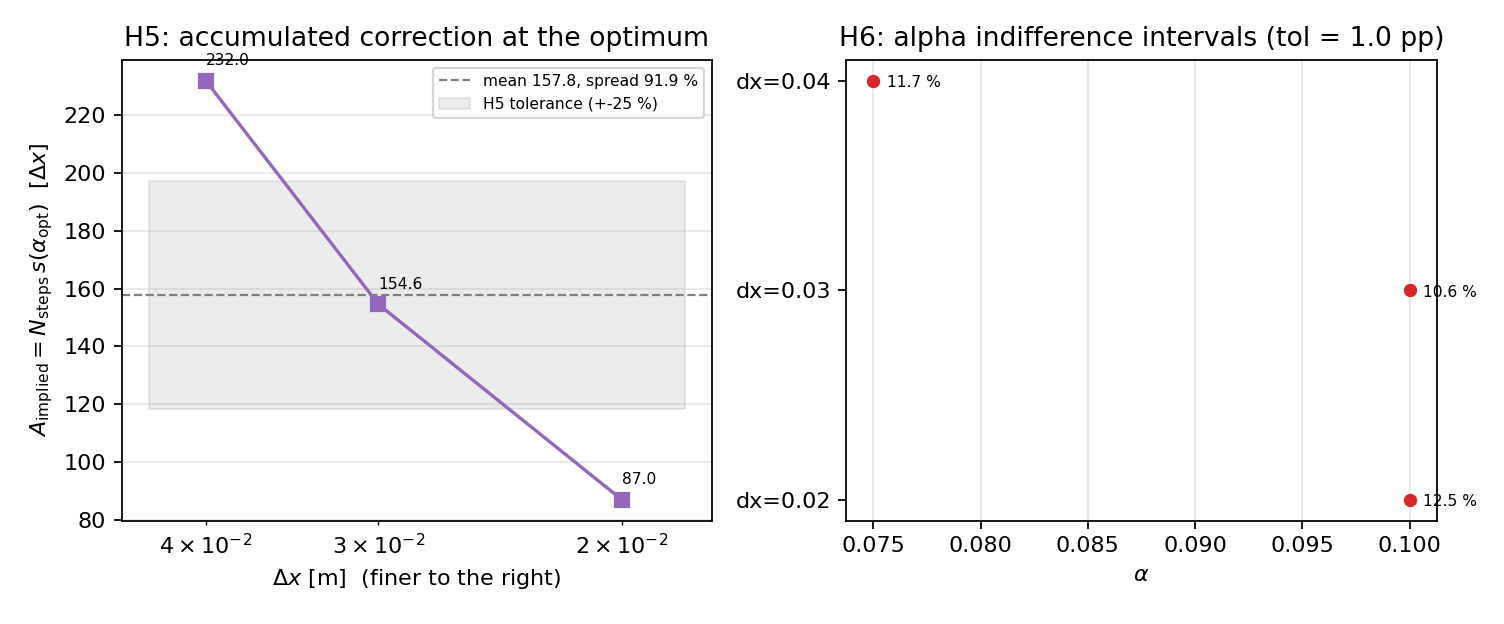 H5: accumulated correction at the optimum
232.0
mean 157.8, spread 91.9 %
H5 tolerance (+-25 %)
154.6
87.0
220
200
180
160
140
120
100
80
A_implied = N_steps s(α_opt) [Δx]
4 × 10⁻²
3 × 10⁻²
2 × 10⁻²
Δx [m] (finer to the right)
H6: alpha indifference intervals (tol = 1.0 pp)
dx=0.04
dx=0.03
dx=0.02
11.7 %
10.6 %
12.5 %
0.075
0.080
0.085
0.090
0.095
0.100
α